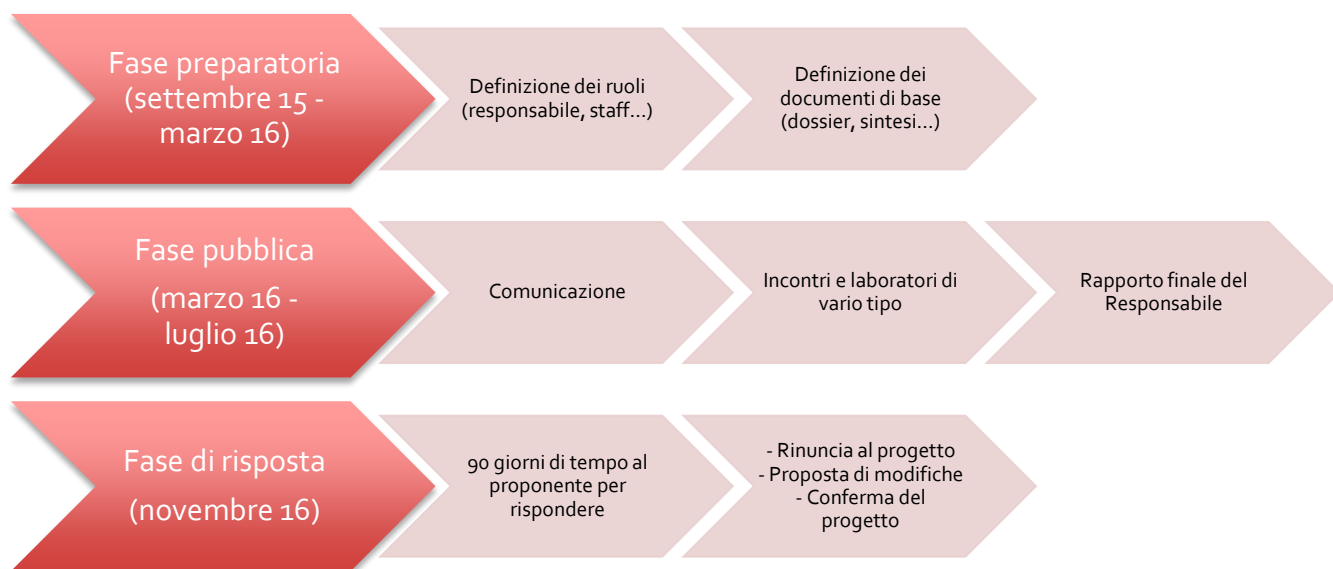 Fase preparatoria
(settembre 15 -
marzo 16)
Definizione dei ruoli
(responsabile, staff...)
Definizione dei
documenti di base
(dossier, sintesi...)
Fase pubblica
(marzo 16 -
luglio 16)
Comunicazione
Incontri e laboratori di
vario tipo
Rapporto finale del
Responsabile
Fase di risposta
(novembre 16)
90 giorni di tempo al
proponente per
rispondere
- Rinuncia al progetto
- Proposta di modifiche
- Conferma del
progetto